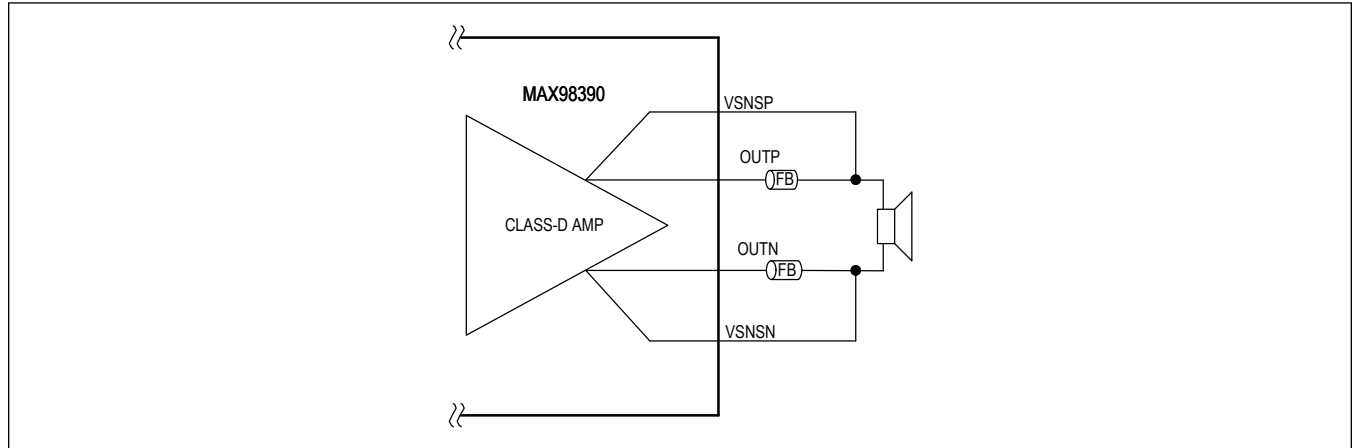 MAX98390
VSNSP
OUTP
FB
CLASS-D AMP
OUTN
FB
VSNSN